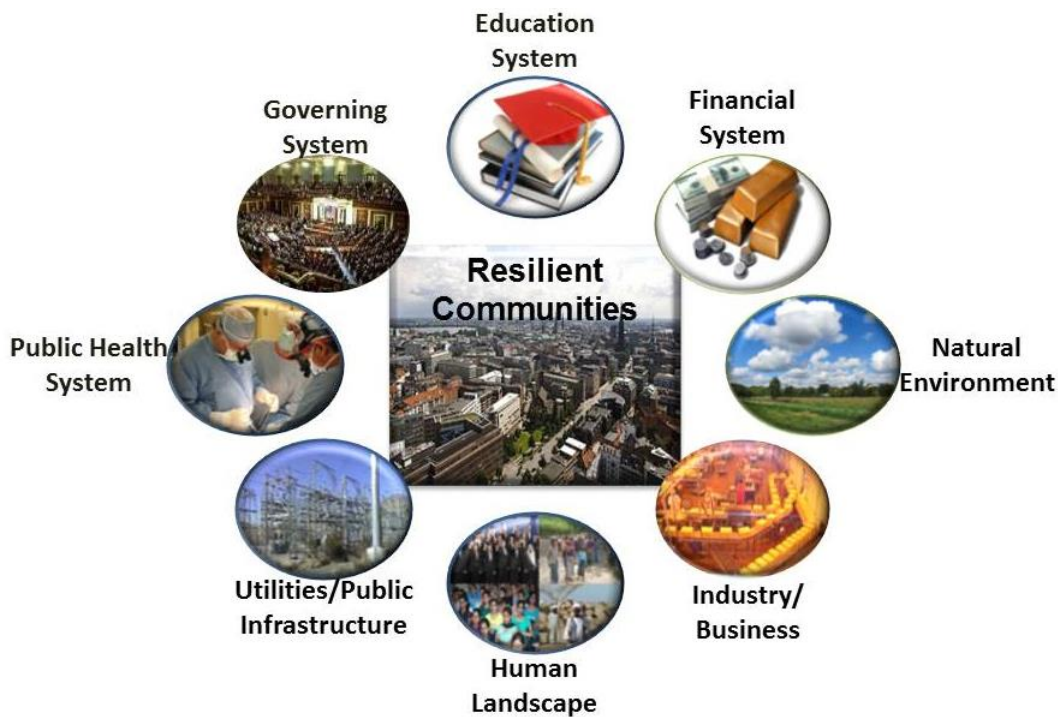 Education
System
Financial
System
Governing
System
Resilient
Communities
Public Health
System
Natural
Environment
Utilities/Public
Infrastructure
Industry/
Business
Human
Landscape